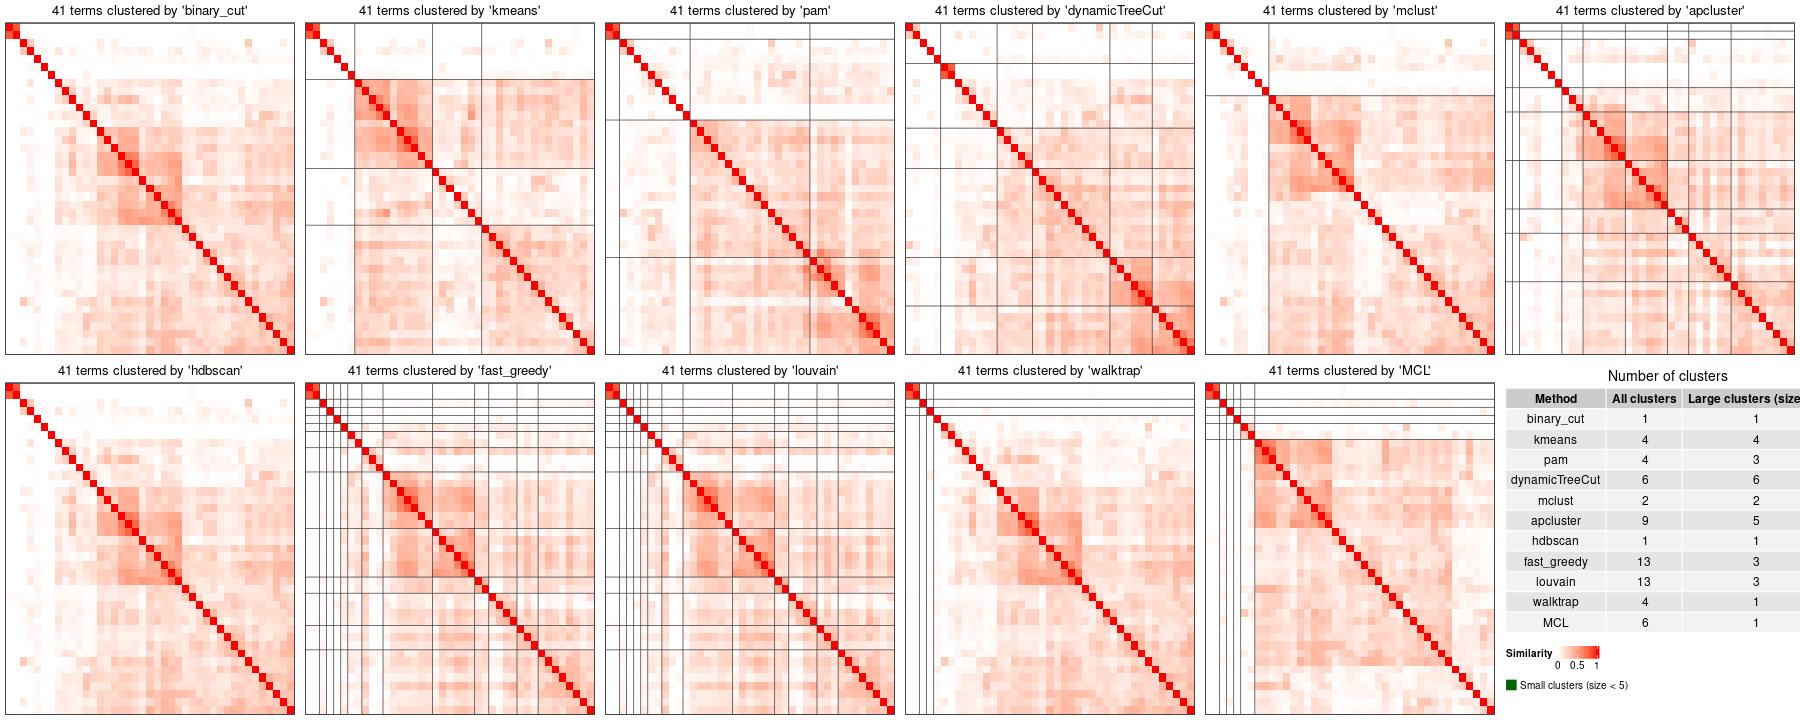 41 terms clustered by 'binary_cut'
41 terms clustered by 'kmeans'
41 terms clustered by 'pam'
41 terms clustered by 'dynamicTreeCut'
41 terms clustered by 'mclust'
41 terms clustered by 'apcluster'
41 terms clustered by 'hdbscan'
41 terms clustered by 'fast_greedy'
41 terms clustered by 'louvain'
41 terms clustered by 'walktrap'
41 terms clustered by 'MCL'
Number of clusters
Method All clusters Large clusters (size
binary_cut 1 1
kmeans 4 4
pam 4 3
dynamicTreeCut 6 6
mclust 2 2
apcluster 9 5
hdbscan 1 1
fast_greedy 13 3
louvain 13 3
walktrap 4 1
MCL 6 1
Similarity
0 0.5 1
Small clusters (size < 5)